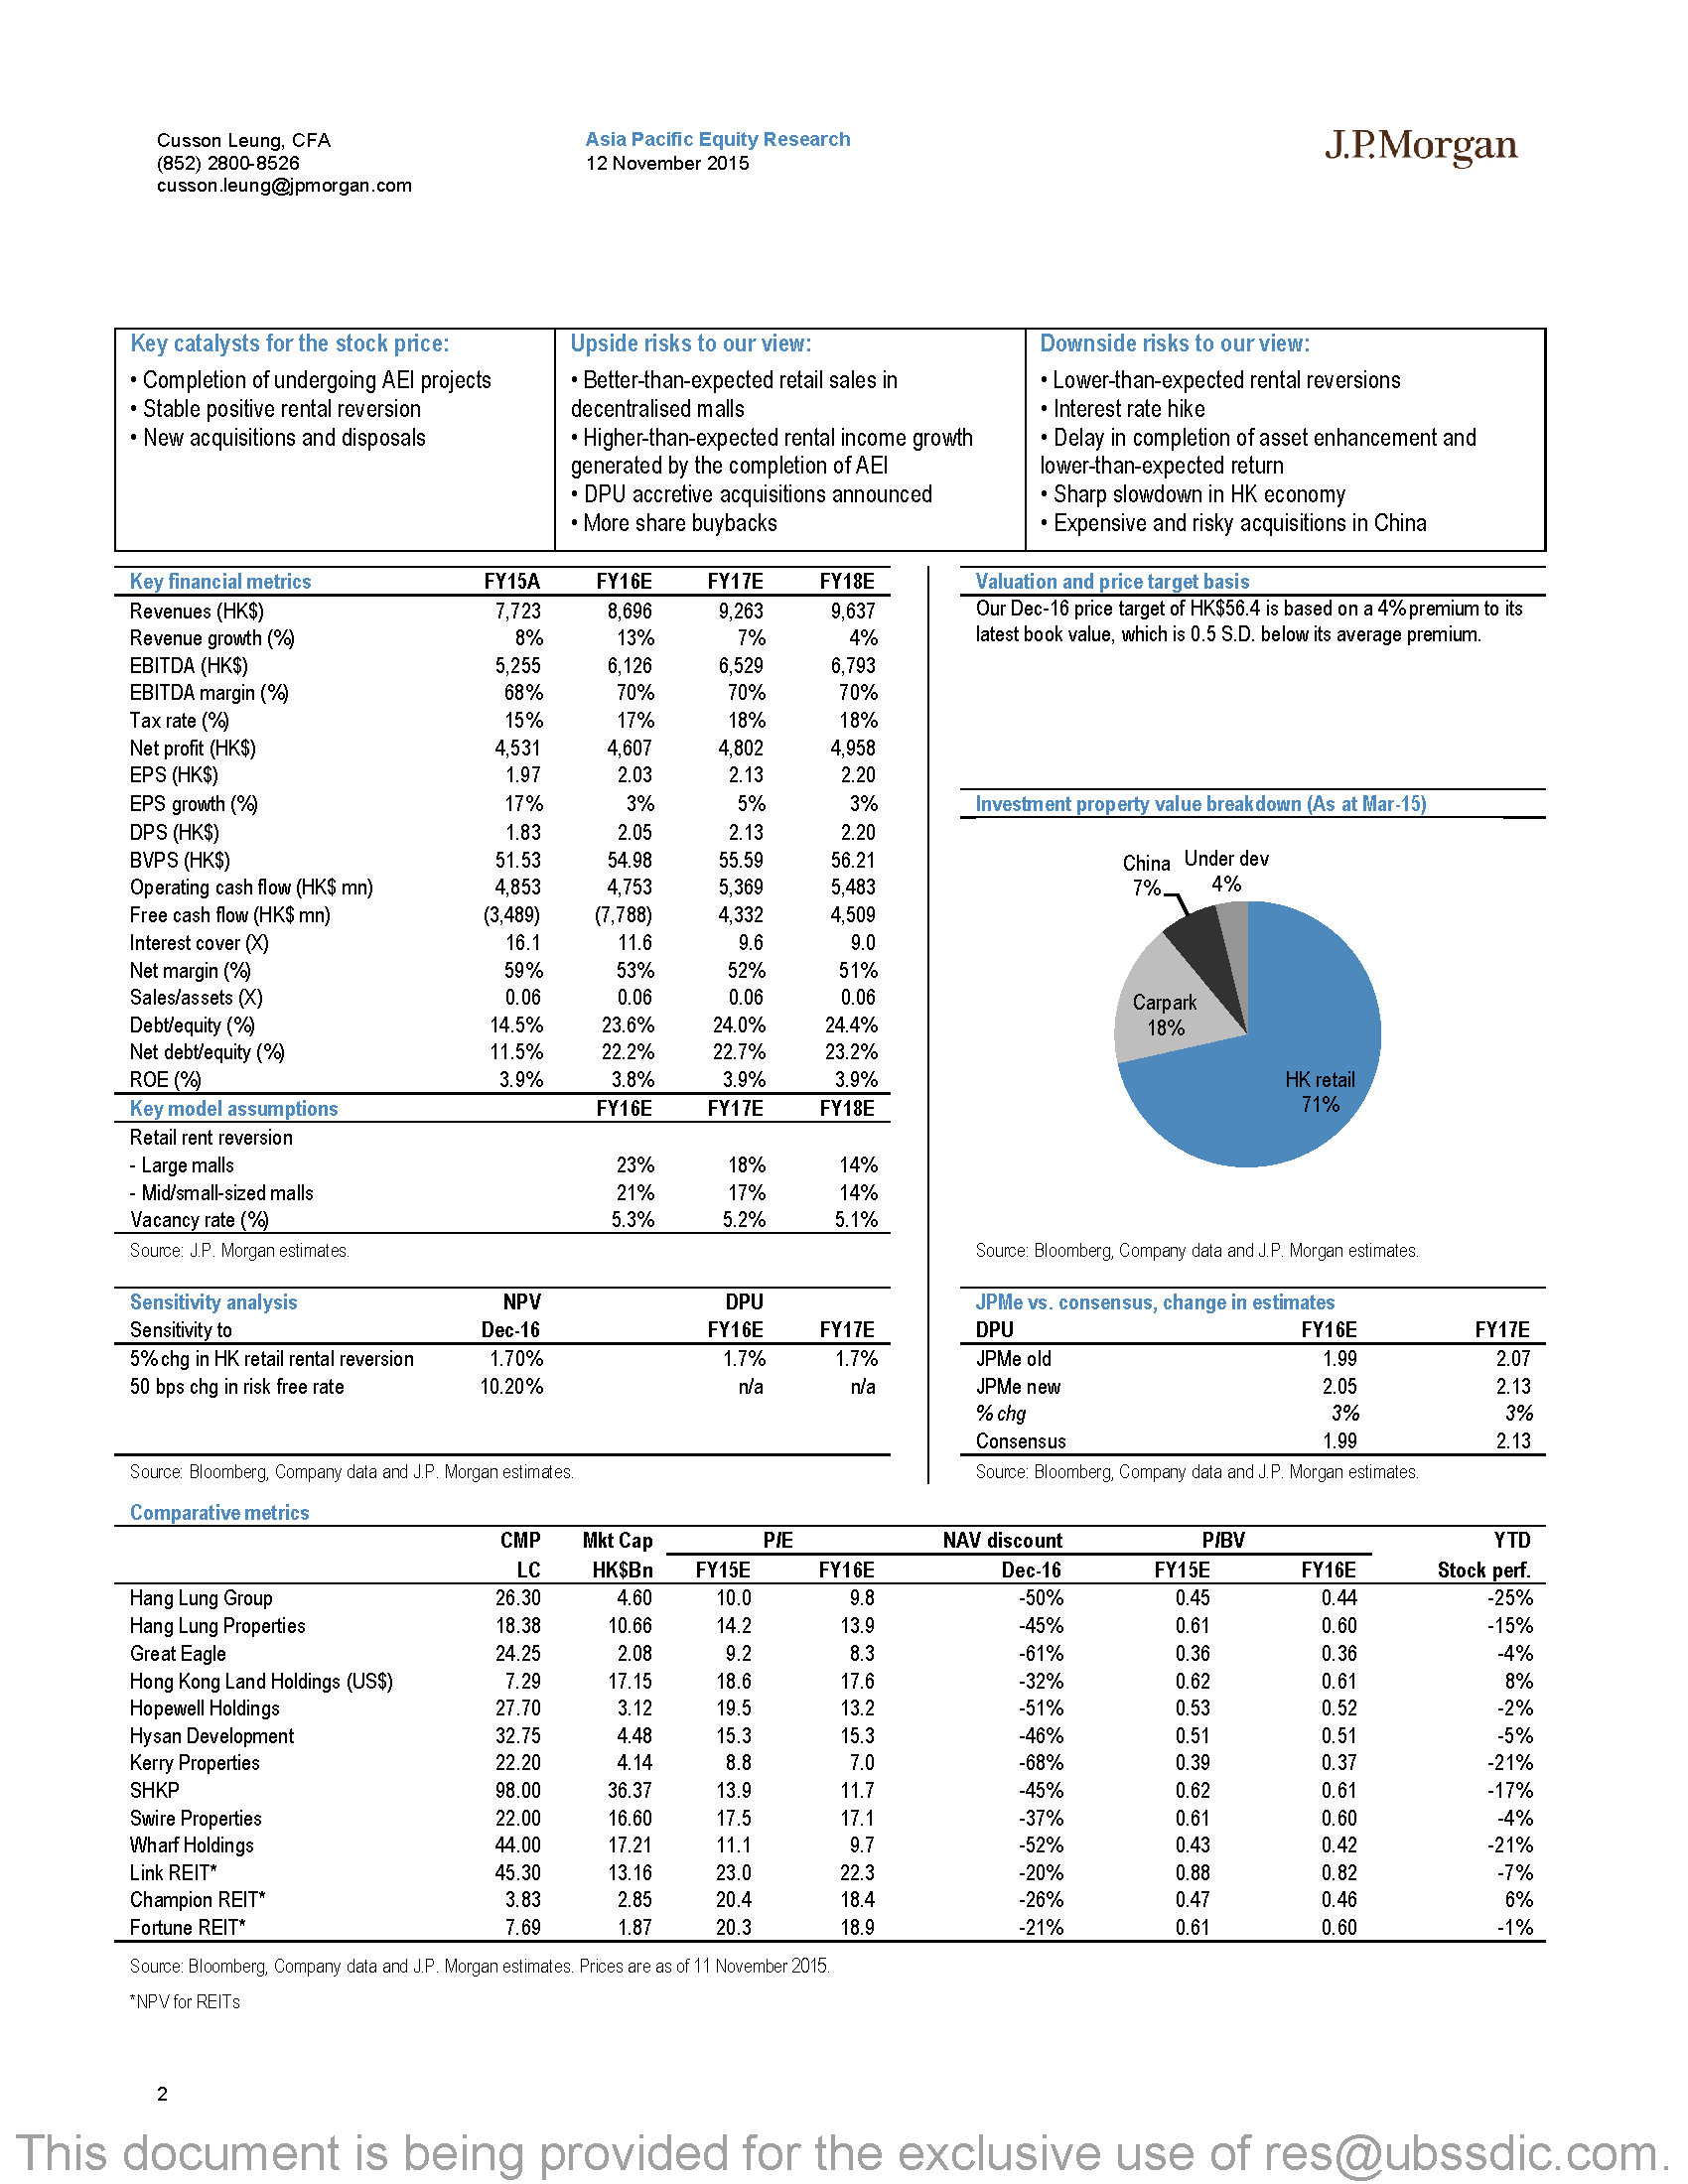 Cusson Leung, CFA
(852) 2800-8526
cusson.leung@jpmorgan.com
Asia Pacific Equity Research
12 November 2015
J.P.Morgan
Key catalysts for the stock price:
• Completion of undergoing AEI projects
• Stable positive rental reversion
• New acquisitions and disposals
Upside risks to our view:
• Better-than-expected retail sales in
decentralised malls
• Higher-than-expected rental income growth
generated by the completion of AEI
• DPU accretive acquisitions announced
• More share buybacks
Downside risks to our view:
• Lower-than-expected rental reversions
• Interest rate hike
• Delay in completion of asset enhancement and
lower-than-expected return
• Sharp slowdown in HK economy
• Expensive and risky acquisitions in China
Key financial metrics FY15A FY16E FY17E FY18E
Revenues (HK$) 7,723 8,696 9,263 9,637
Revenue growth (%) 8% 13% 7% 4%
EBITDA (HK$) 5,255 6,126 6,529 6,793
EBITDA margin (%) 68% 70% 70% 70%
Tax rate (%) 15% 17% 18% 18%
Net profit (HK$) 4,531 4,607 4,802 4,958
EPS (HK$) 1.97 2.03 2.13 2.20
EPS growth (%) 17% 3% 5% 3%
DPS (HK$) 1.83 2.05 2.13 2.20
BVPS (HK$) 51.53 54.98 55.59 56.21
Operating cash flow (HK$ mn) 4,853 4,753 5,369 5,483
Free cash flow (HK$ mn) (3,489) (7,788) 4,332 4,509
Interest cover (X) 16.1 11.6 9.6 9.0
Net margin (%) 59% 53% 52% 51%
Sales/assets (X) 0.06 0.06 0.06 0.06
Debt/equity (%) 14.5% 23.6% 24.0% 24.4%
Net debt/equity (%) 11.5% 22.2% 22.7% 23.2%
ROE (%) 3.9% 3.8% 3.9% 3.9%
Key model assumptions FY16E FY17E FY18E
Retail rent reversion
- Large malls 23% 18% 14%
- Mid/small-sized malls 21% 17% 14%
Vacancy rate (%) 5.3% 5.2% 5.1%
Source: J.P. Morgan estimates.
Valuation and price target basis
Our Dec-16 price target of HK$56.4 is based on a 4% premium to its
latest book value, which is 0.5 S.D. below its average premium.
Investment property value breakdown (As at Mar-15)
China
7%
Under dev
4%
Carpark
18%
HK retail
71%
Source: Bloomberg, Company data and J.P. Morgan estimates.
Sensitivity analysis NPV DPU
Sensitivity to Dec-16 FY16E FY17E
5% chg in HK retail rental reversion 1.70% 1.7% 1.7%
50 bps chg in risk free rate 10.20% n/a n/a
Source: Bloomberg, Company data and J.P. Morgan estimates.
JPMe vs. consensus, change in estimates
DPU FY16E FY17E
JPMe old 1.99 2.07
JPMe new 2.05 2.13
% chg 3% 3%
Consensus 1.99 2.13
Source: Bloomberg, Company data and J.P. Morgan estimates.
Comparative metrics
CMP Mkt Cap P/E NAV discount P/BV YTD
LC HK$Bn FY15E FY16E Dec-16 FY15E FY16E Stock perf.
Hang Lung Group 26.30 4.60 10.0 9.8 -50% 0.45 0.44 -25%
Hang Lung Properties 18.38 10.66 14.2 13.9 -45% 0.61 0.60 -15%
Great Eagle 24.25 2.08 9.2 8.3 -61% 0.36 0.36 -4%
Hong Kong Land Holdings (US$) 7.29 17.15 18.6 17.6 -32% 0.62 0.61 8%
Hopewell Holdings 27.70 3.12 19.5 13.2 -51% 0.53 0.52 -2%
Hysan Development 32.75 4.48 15.3 15.3 -46% 0.51 0.51 -5%
Kerry Properties 22.20 4.14 8.8 7.0 -68% 0.39 0.37 -21%
SHKP 98.00 36.37 13.9 11.7 -45% 0.62 0.61 -17%
Swire Properties 22.00 16.60 17.5 17.1 -37% 0.61 0.60 -4%
Wharf Holdings 44.00 17.21 11.1 9.7 -52% 0.43 0.42 -21%
Link REIT* 45.30 13.16 23.0 22.3 -20% 0.88 0.82 -7%
Champion REIT* 3.83 2.85 20.4 18.4 -26% 0.47 0.46 6%
Fortune REIT* 7.69 1.87 20.3 18.9 -21% 0.61 0.60 -1%
Source: Bloomberg, Company data and J.P. Morgan estimates. Prices are as of 11 November 2015.
*NPV for REITs
2
This document is being provided for the exclusive use of res@ubssdic.com.